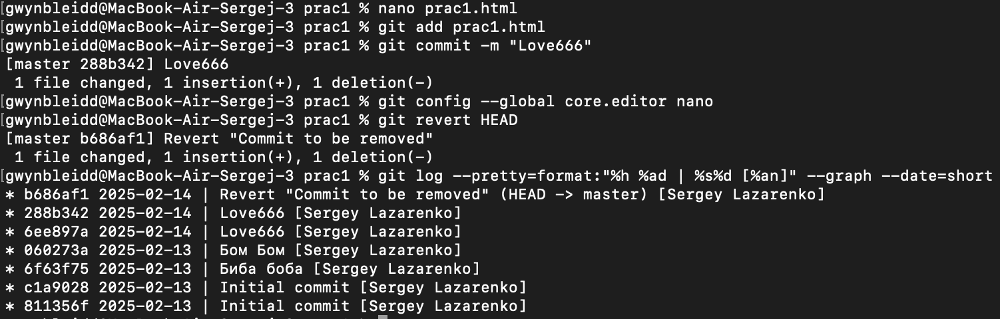 [gwynbleidd@MacBook-Air-Sergej-3 prac1 % nano prac1.html
[gwynbleidd@MacBook-Air-Sergej-3 prac1 % git add prac1.html
[gwynbleidd@MacBook-Air-Sergej-3 prac1 % git commit -m "Love666"
[master 288b342] Love666
 1 file changed, 1 insertion(+), 1 deletion(-)
[gwynbleidd@MacBook-Air-Sergej-3 prac1 % git config --global core.editor nano
[gwynbleidd@MacBook-Air-Sergej-3 prac1 % git revert HEAD
[master b686af1] Revert "Commit to be removed"
 1 file changed, 1 insertion(+), 1 deletion(-)
[gwynbleidd@MacBook-Air-Sergej-3 prac1 % git log --pretty=format:"%h %ad | %s%d [%an]" --graph --date=short
* b686af1 2025-02-14 | Revert "Commit to be removed" (HEAD -> master) [Sergey Lazarenko]
* 288b342 2025-02-14 | Love666 [Sergey Lazarenko]
* 6ee897a 2025-02-14 | Love666 [Sergey Lazarenko]
* 060273a 2025-02-13 | Бом Бом [Sergey Lazarenko]
* 6f63f75 2025-02-13 | Биба боба [Sergey Lazarenko]
* c1a9028 2025-02-13 | Initial commit [Sergey Lazarenko]
* 811356f 2025-02-13 | Initial commit [Sergey Lazarenko]